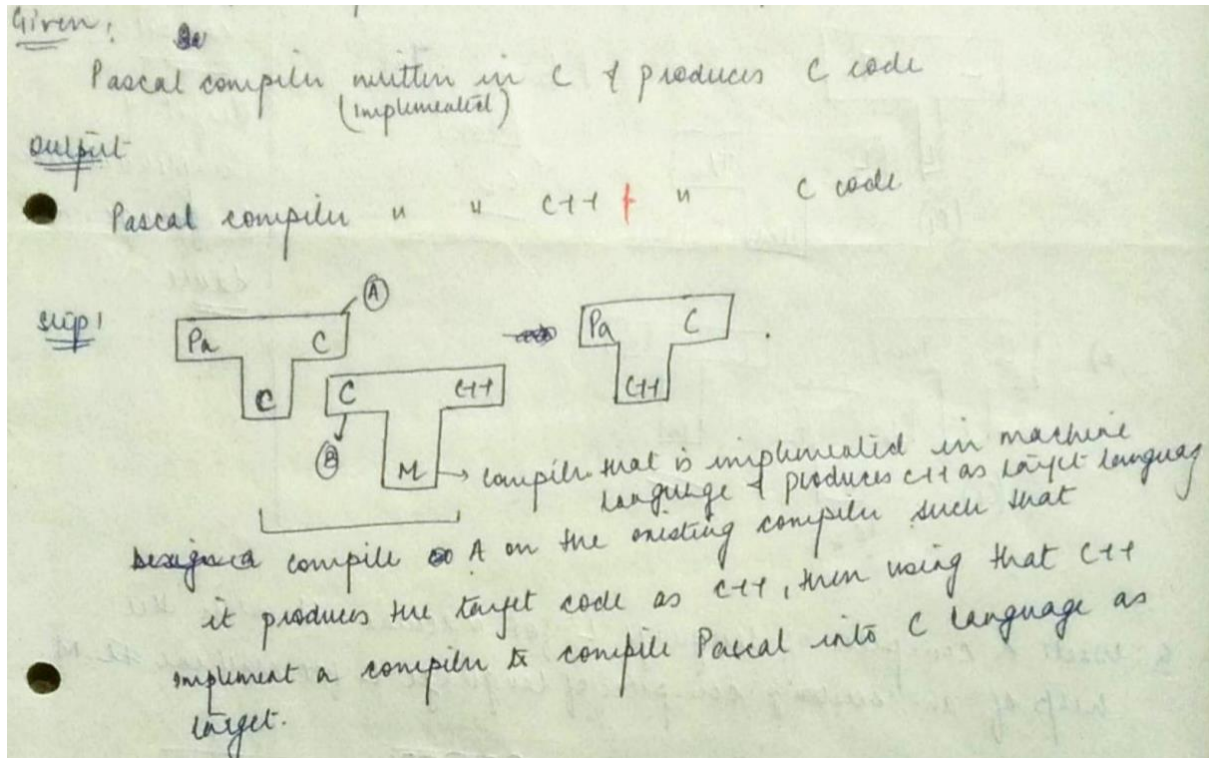 Given:
Pascal compiler written in C & produces C code
(implemented)
Output
Pascal compiler " " C++ & " C code
Step 1
A
Pa C
C
C C++
B
M
Pa C
C++
compiler that is implemented in machine
language & produces C++ as target language
compile A on the existing compiler such that
it produces the target code as C++, then using that C++
implement a compiler to compile Pascal into C language as
target.